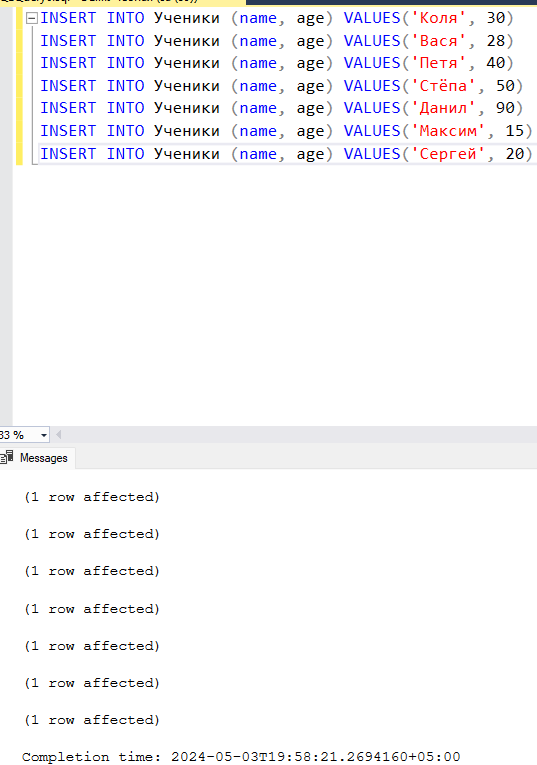 INSERT INTO Ученики (name, age) VALUES('Коля', 30)
INSERT INTO Ученики (name, age) VALUES('Вася', 28)
INSERT INTO Ученики (name, age) VALUES('Петя', 40)
INSERT INTO Ученики (name, age) VALUES('Стёпа', 50)
INSERT INTO Ученики (name, age) VALUES('Данил', 90)
INSERT INTO Ученики (name, age) VALUES('Максим', 15)
INSERT INTO Ученики (name, age) VALUES('Сергей', 20)
33 %
Messages
(1 row affected)
(1 row affected)
(1 row affected)
(1 row affected)
(1 row affected)
(1 row affected)
(1 row affected)
Completion time: 2024-05-03T19:58:21.2694160+05:00